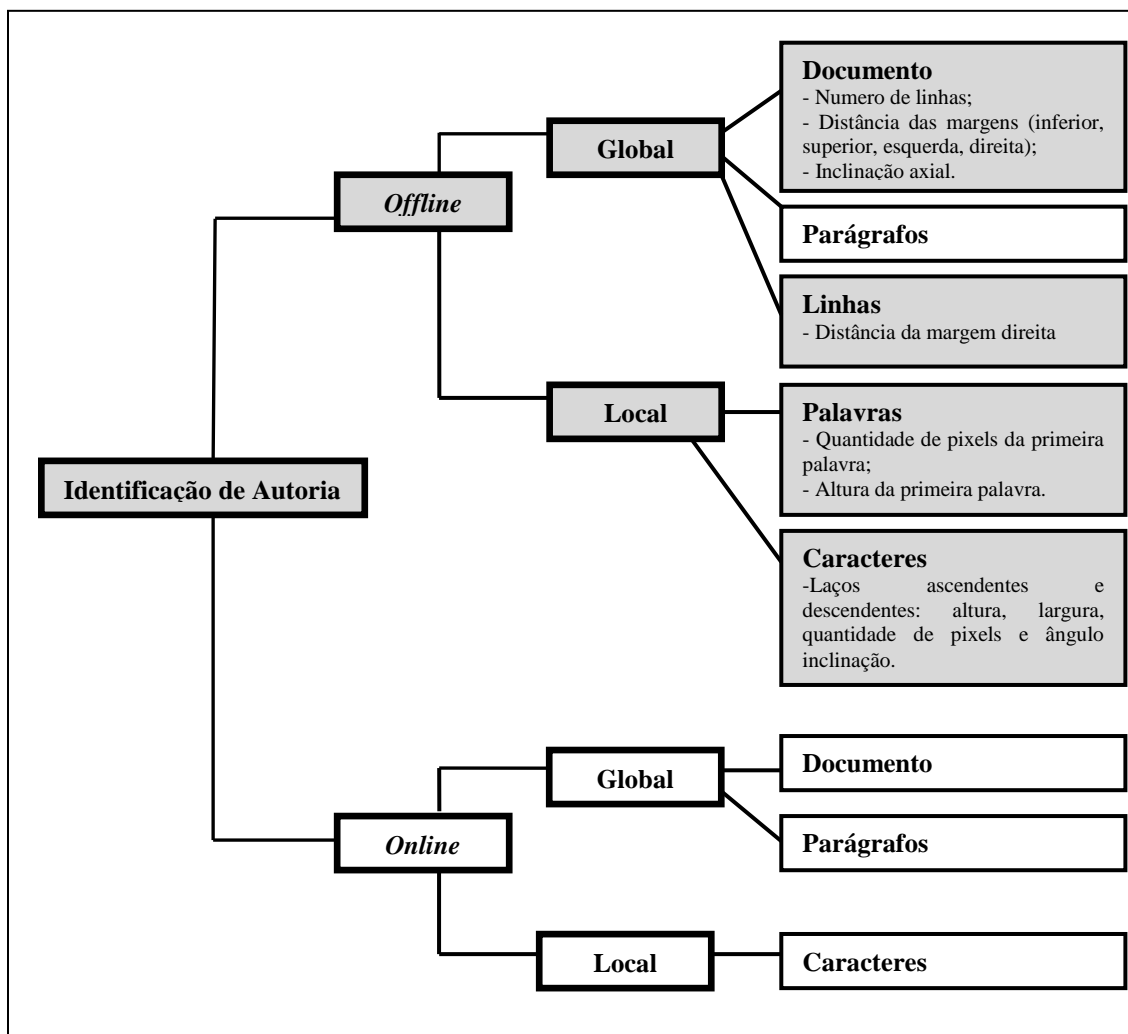 Documento
- Numero de linhas;
- Distância das margens (inferior,
superior, esquerda, direita);
- Inclinação axial.
Global
Offline
Parágrafos
Linhas
- Distância da margem direita
Local
Palavras
- Quantidade de pixels da primeira
palavra;
- Altura da primeira palavra.
Identificação de Autoria
Caracteres
-Laços ascendentes e
descendentes: altura, largura,
quantidade de pixels e ângulo
inclinação.
Global
Documento
Online
Parágrafos
Local
Caracteres